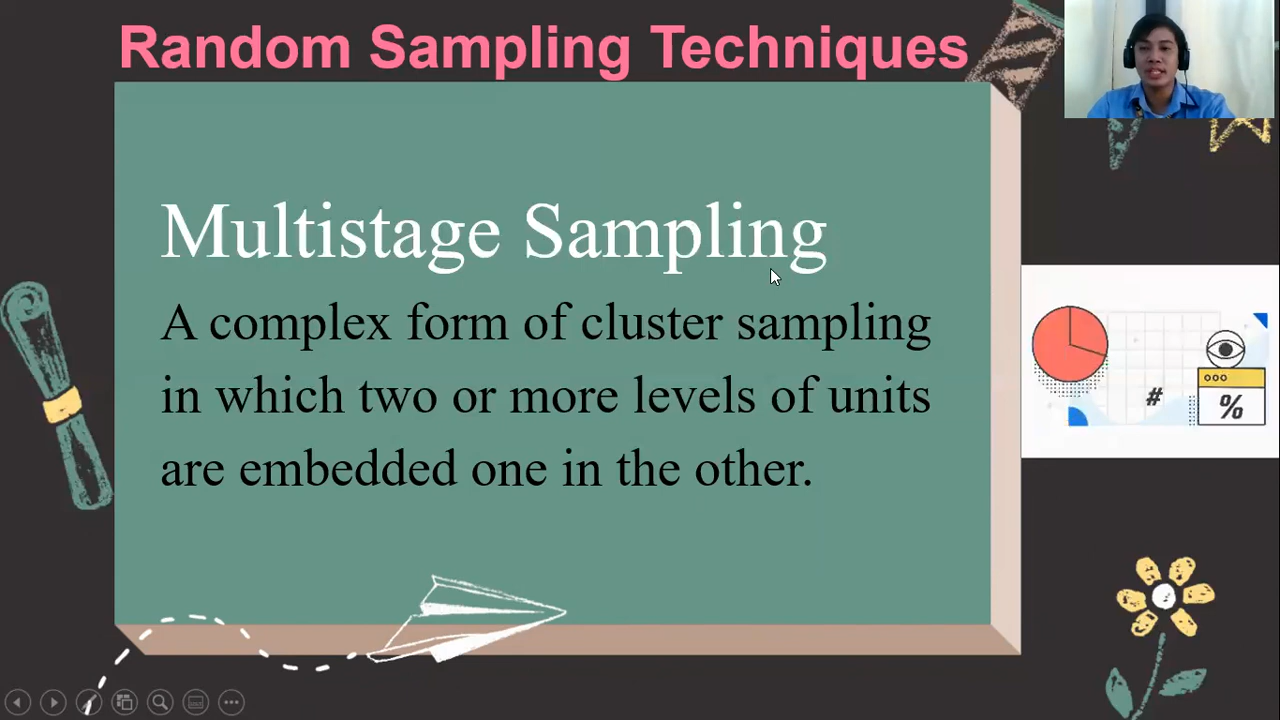 Random Sampling Techniques
Multistage Sampling
A complex form of cluster sampling
in which two or more levels of units
are embedded one in the other.
#
%